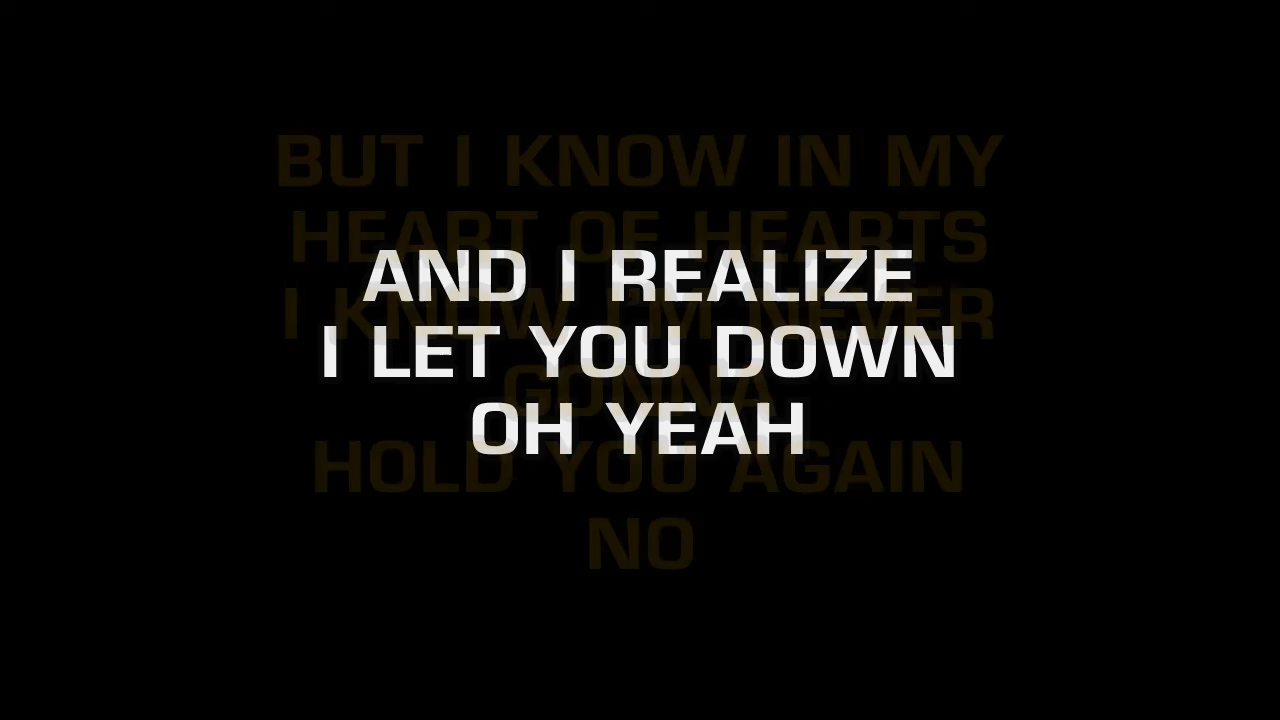 BUT I KNOW IN MY
HEART OF HEARTS
AND I REALIZE
I KNOW I'M NEVER
I LET YOU DOWN
GONNA
OH YEAH
HOLD YOU AGAIN
NO